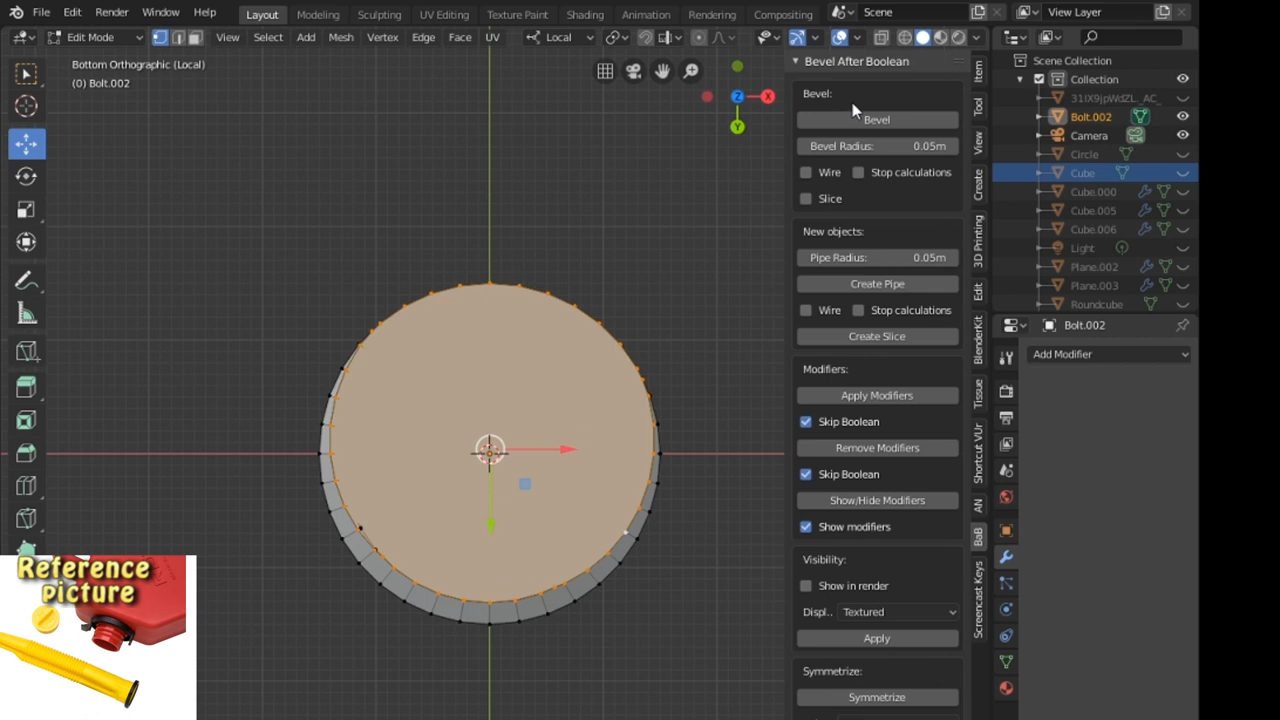 File Edit Render Window Help
Layout Modeling Sculpting UV Editing Texture Paint Shading Animation Rendering Compositing
Scene
View Layer
Edit Mode
View Select Add Mesh Vertex Edge Face UV
Local
Bottom Orthographic (Local)
(0) Bolt.002
Z
X
Y
Bevel After Boolean
Bevel:
Bevel
Bevel Radius: 0.05m
Wire Stop calculations
Slice
New objects:
Pipe Radius: 0.05m
Create Pipe
Wire Stop calculations
Create Slice
Modifiers:
Apply Modifiers
Skip Boolean
Remove Modifiers
Skip Boolean
Show/Hide Modifiers
Show modifiers
Visibility:
Show in render
Displ.. Textured
Apply
Symmetrize:
Symmetrize
Item
Tool
View
Create
3D Printing
Edit
BlenderKit
Tissue
Shortcut VUr
AN
BaB
Screencast Keys
Scene Collection
Collection
31IX9jpWdZL._AC_
Bolt.002
Camera
Circle
Cube
Cube.000
Cube.005
Cube.006
Light
Plane.002
Plane.003
Roundcube
Bolt.002
Add Modifier
Reference
picture